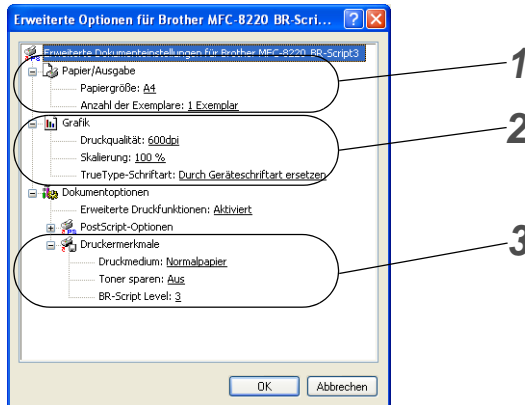 Erweiterte Optionen für Brother MFC-8220 BR-Scri...
Erweiterte Dokumenteinstellungen für Brother MFC-8220 BR-Script3
Papier/Ausgabe
Papiergröße: A4
Anzahl der Exemplare: 1 Exemplar
1
Grafik
Druckqualität: 600dpi
Skalierung: 100 %
TrueType-Schriftart: Durch Geräteschriftart ersetzen
2
Dokumentoptionen
Erweiterte Druckfunktionen: Aktiviert
PostScript-Optionen
Druckermerkmale
Druckmedium: Normalpapier
Toner sparen: Aus
BR-Script Level: 3
3
OK
Abbrechen